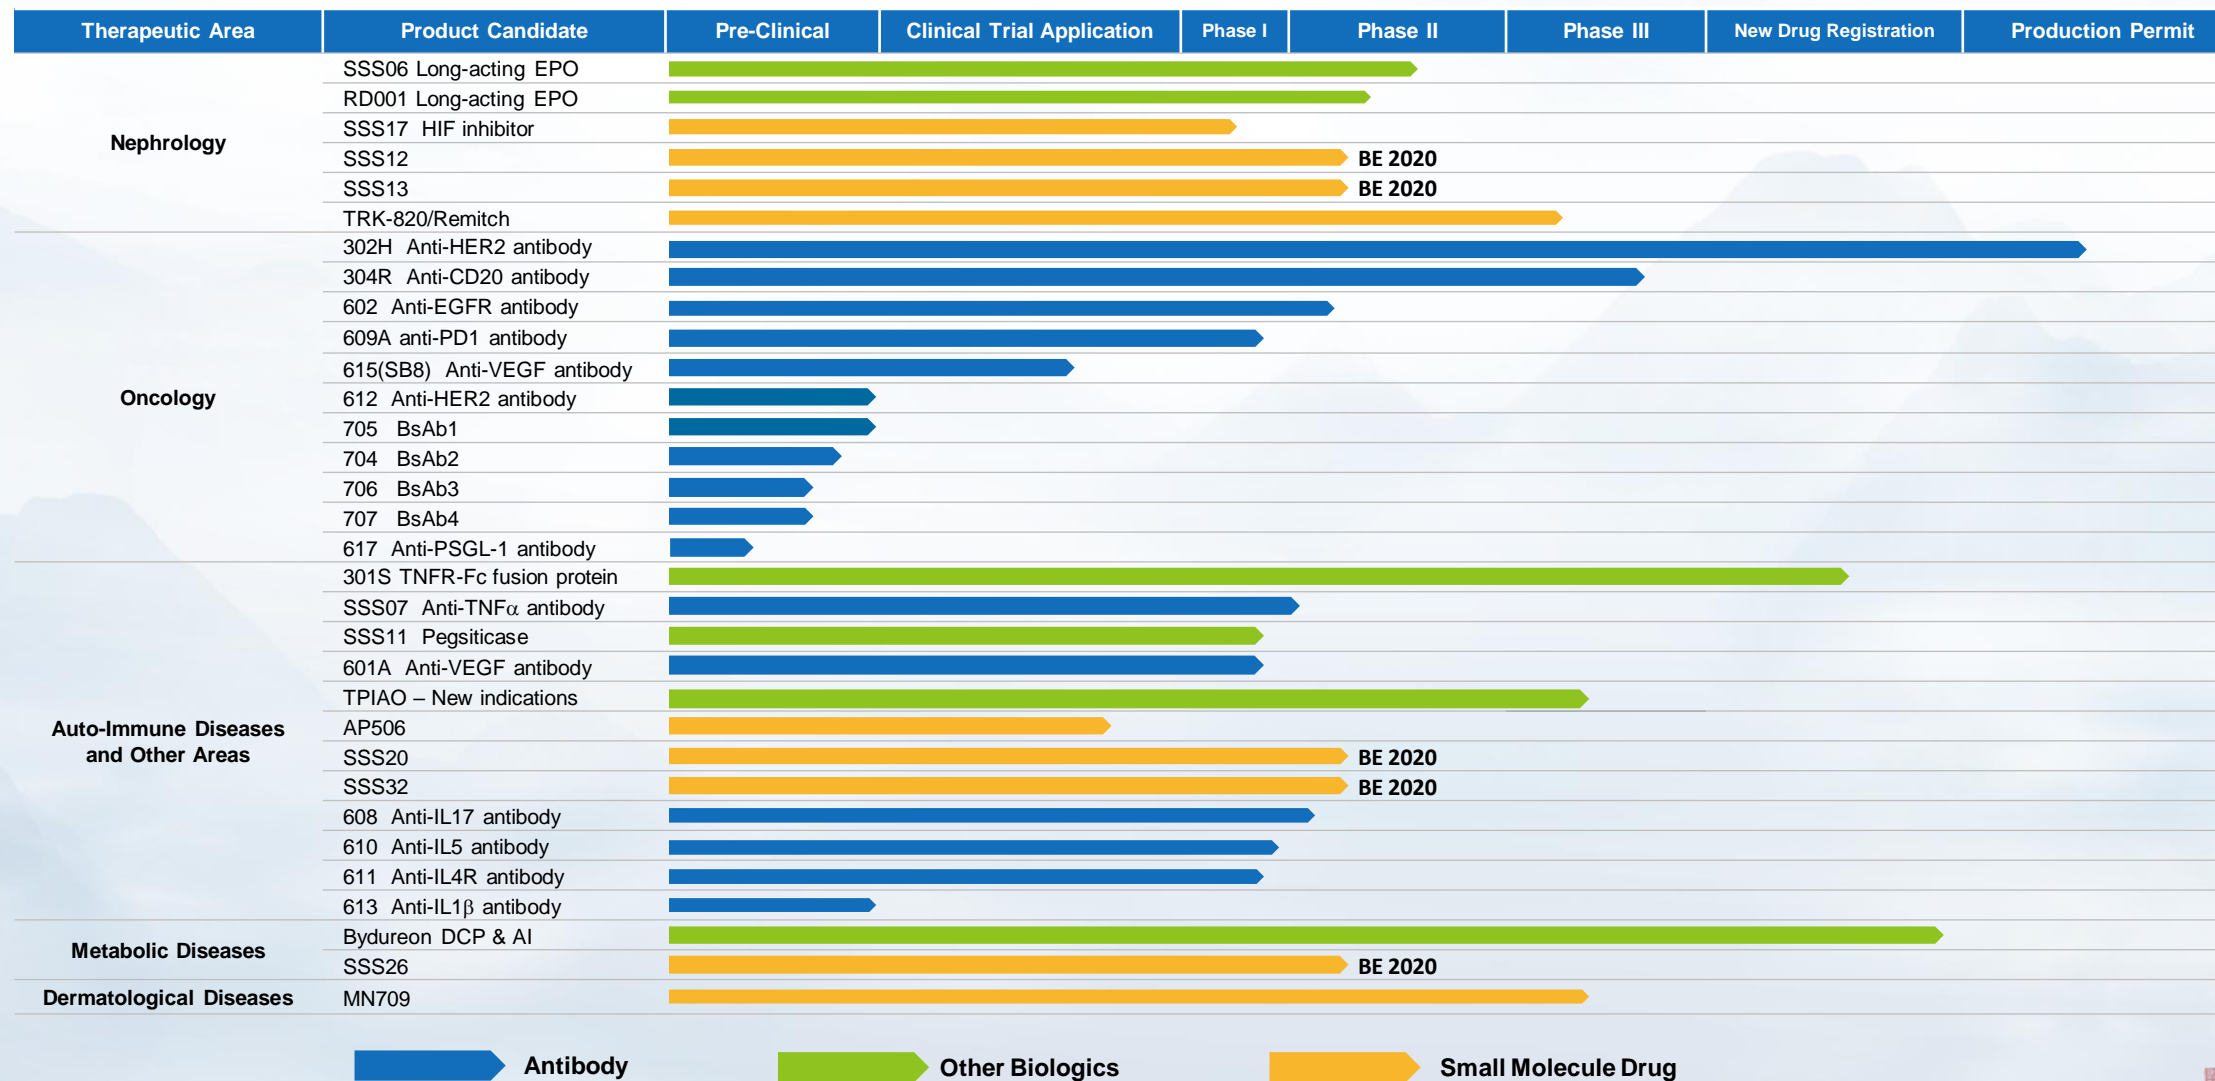 Therapeutic Area Product Candidate Pre-Clinical Clinical Trial Application Phase I Phase II Phase III New Drug Registration Production Permit
Nephrology
SSS06 Long-acting EPO
RD001 Long-acting EPO
SSS17 HIF inhibitor
SSS12 BE 2020
SSS13 BE 2020
TRK-820/Remitch
Oncology
302H Anti-HER2 antibody
304R Anti-CD20 antibody
602 Anti-EGFR antibody
609A anti-PD1 antibody
615(SB8) Anti-VEGF antibody
612 Anti-HER2 antibody
705 BsAb1
704 BsAb2
706 BsAb3
707 BsAb4
617 Anti-PSGL-1 antibody
Auto-Immune Diseases
and Other Areas
301S TNFR-Fc fusion protein
SSS07 Anti-TNFα antibody
SSS11 Pegsiticase
601A Anti-VEGF antibody
TPIAO – New indications
AP506
SSS20 BE 2020
SSS32 BE 2020
608 Anti-IL17 antibody
610 Anti-IL5 antibody
611 Anti-IL4R antibody
613 Anti-IL1β antibody
Metabolic Diseases
Bydureon DCP & AI
SSS26 BE 2020
Dermatological Diseases MN709
Antibody Other Biologics Small Molecule Drug